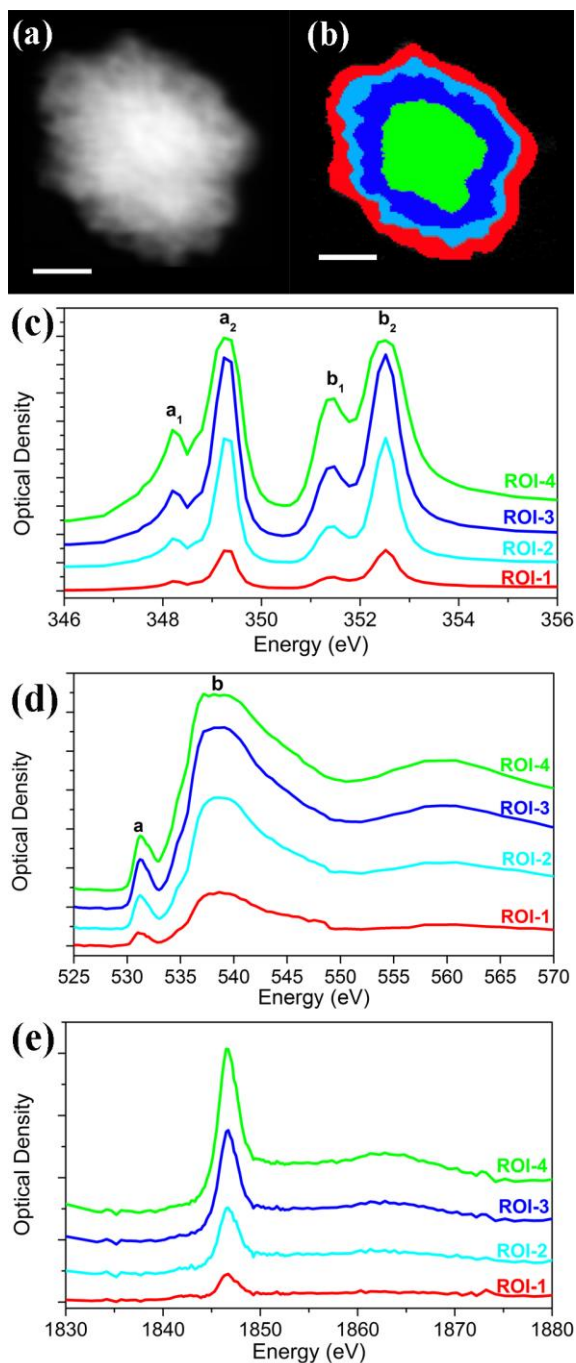 (a) (b)
(c)
a2 b2
a1 b1
Optical Density
ROI-4
ROI-3
ROI-2
ROI-1
346 348 350 352 354 356
Energy (eV)
(d)
b
a
Optical Density
ROI-4
ROI-3
ROI-2
ROI-1
525 530 535 540 545 550 555 560 565 570
Energy (eV)
(e)
Optical Density
ROI-4
ROI-3
ROI-2
ROI-1
1830 1840 1850 1860 1870 1880
Energy (eV)